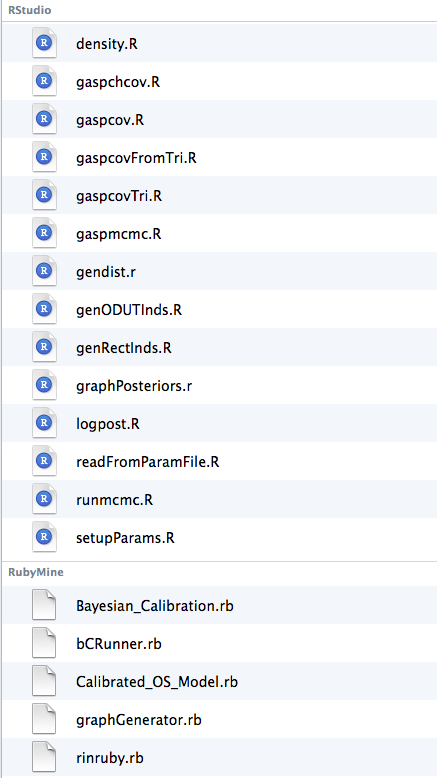 RStudio
density.R
gaspchcov.R
gaspcov.R
gaspcovFromTri.R
gaspcovTri.R
gaspmcmc.R
gendist.r
genODUTInds.R
genRectInds.R
graphPosteriors.r
logpost.R
readFromParamFile.R
runmcmc.R
setupParams.R
RubyMine
Bayesian_Calibration.rb
bCRunner.rb
Calibrated_OS_Model.rb
graphGenerator.rb
rinruby.rb